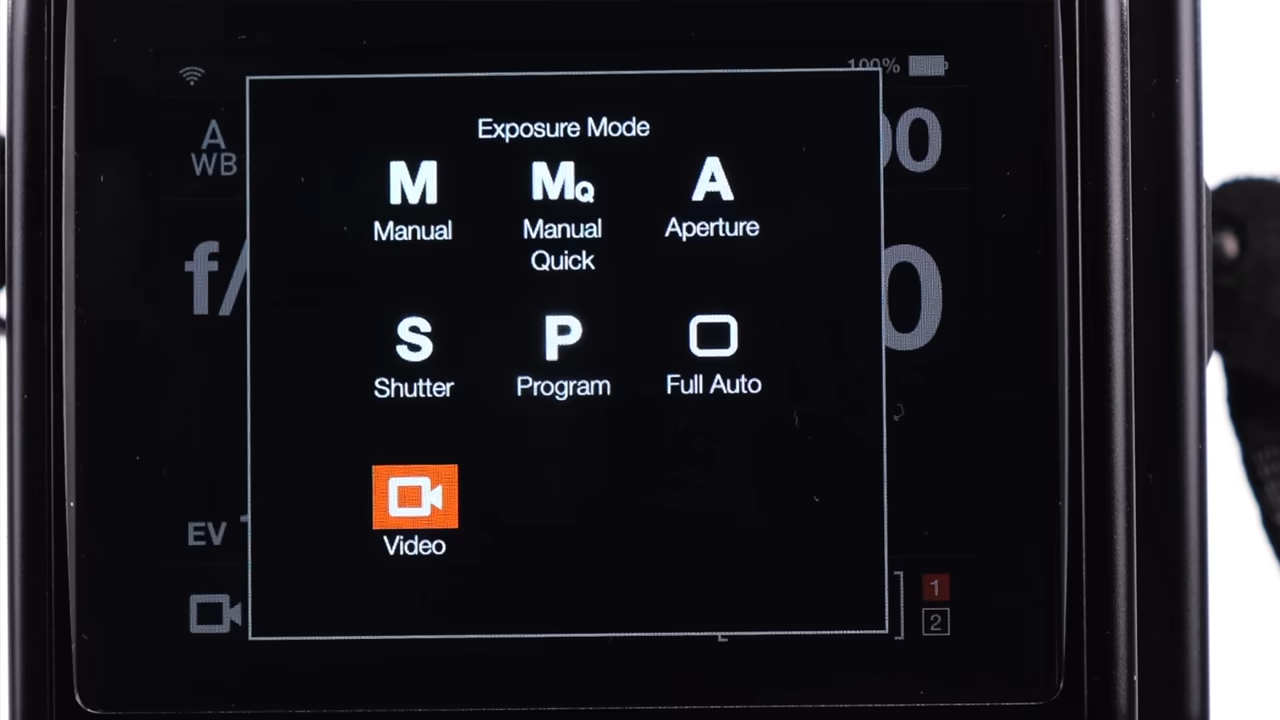 100%
Exposure Mode
A
WB
M MQ A
Manual Manual Quick Aperture
f/
S P
Shutter Program Full Auto
EV
Video
1
2